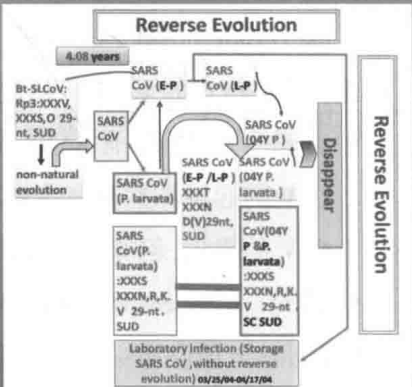 Reverse Evolution
4.08 years
Bt-SLCoV:
Rp3:XXXV,
XXXS,O 29-
nt, SUD
non-natural
evolution
SARS
CoV
SARS
CoV (E-P )
SARS
CoV (L-P )
SARS CoV
(P. larvata)
SARS CoV
(04Y P )
SARS CoV
(E-P /L-P )
XXXT
XXXN
D(V)29nt,
SUD
SARS CoV
(04Y P.
larvata )
Disappear
Reverse Evolution
SARS
CoV(P.
larvata)
:XXXS
XXXN,R,K.
V 29-nt .
SUD
SARS
CoV(04Y
P &P.
larvata)
:XXXS
XXXN,R,K.
V 29-nt .
SC SUD
Laboratory Infection (Storage
SARS CoV ,without reverse
evolution) 03/25/04-04/17/04